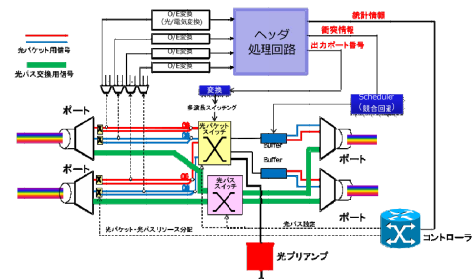 O/E変換
(光/電気変換)
O/E変換
O/E変換
O/E変換
ヘッダ
処理回路
統計情報
衝突情報
出力ポート番号
光パケット用信号
光パス交換用信号
変換
多波長スイッチング
Scheduler
(競合回避)
ポート
光パケット
スイッチ
Buffer
Buffer
ポート
ポート
光パス
スイッチ
ポート
光パス設定
光パケット・光パスリソース分配
コントローラ
光プリアンプ